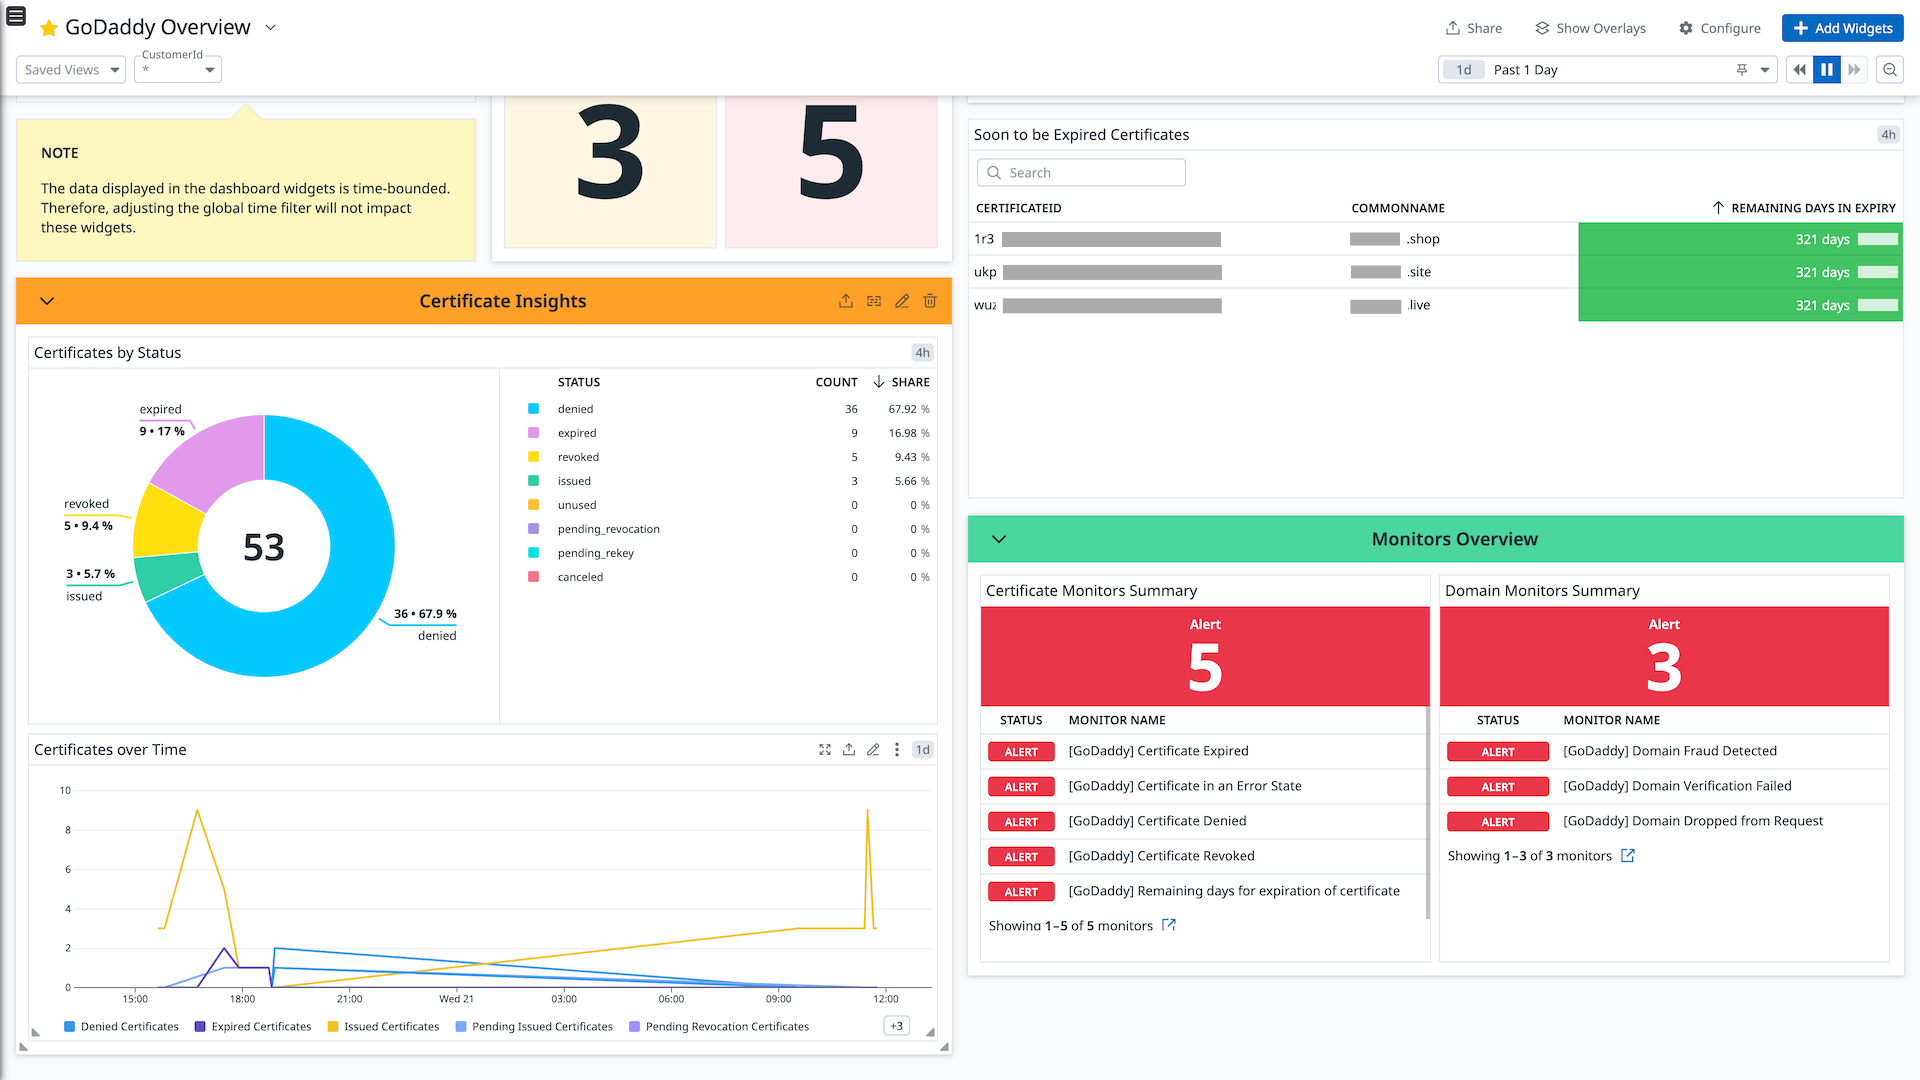 GoDaddy Overview
Share
Show Overlays
Configure
Add Widgets
Saved Views
CustomerId
*
1d Past 1 Day
NOTE
The data displayed in the dashboard widgets is time-bounded.
Therefore, adjusting the global time filter will not impact
these widgets.
3
5
Soon to be Expired Certificates
4h
Search
CERTIFICATEID COMMONNAME REMAINING DAYS IN EXPIRY
1r3 .shop 321 days
ukp .site 321 days
wuz .live 321 days
Certificate Insights
Certificates by Status
4h
expired
9 • 17 %
revoked
5 • 9.4 %
3 • 5.7 %
issued
53
36 • 67.9 %
denied
STATUS COUNT SHARE
denied 36 67.92 %
expired 9 16.98 %
revoked 5 9.43 %
issued 3 5.66 %
unused 0 0 %
pending_revocation 0 0 %
pending_rekey 0 0 %
canceled 0 0 %
Certificates over Time
1d
10
8
6
4
2
0
15:00 18:00 21:00 Wed 21 03:00 06:00 09:00 12:00
Denied Certificates Expired Certificates Issued Certificates Pending Issued Certificates Pending Revocation Certificates +3
Monitors Overview
Certificate Monitors Summary
Alert
5
STATUS MONITOR NAME
ALERT [GoDaddy] Certificate Expired
ALERT [GoDaddy] Certificate in an Error State
ALERT [GoDaddy] Certificate Denied
ALERT [GoDaddy] Certificate Revoked
ALERT [GoDaddy] Remaining days for expiration of certificate
Showing 1–5 of 5 monitors
Domain Monitors Summary
Alert
3
STATUS MONITOR NAME
ALERT [GoDaddy] Domain Fraud Detected
ALERT [GoDaddy] Domain Verification Failed
ALERT [GoDaddy] Domain Dropped from Request
Showing 1–3 of 3 monitors